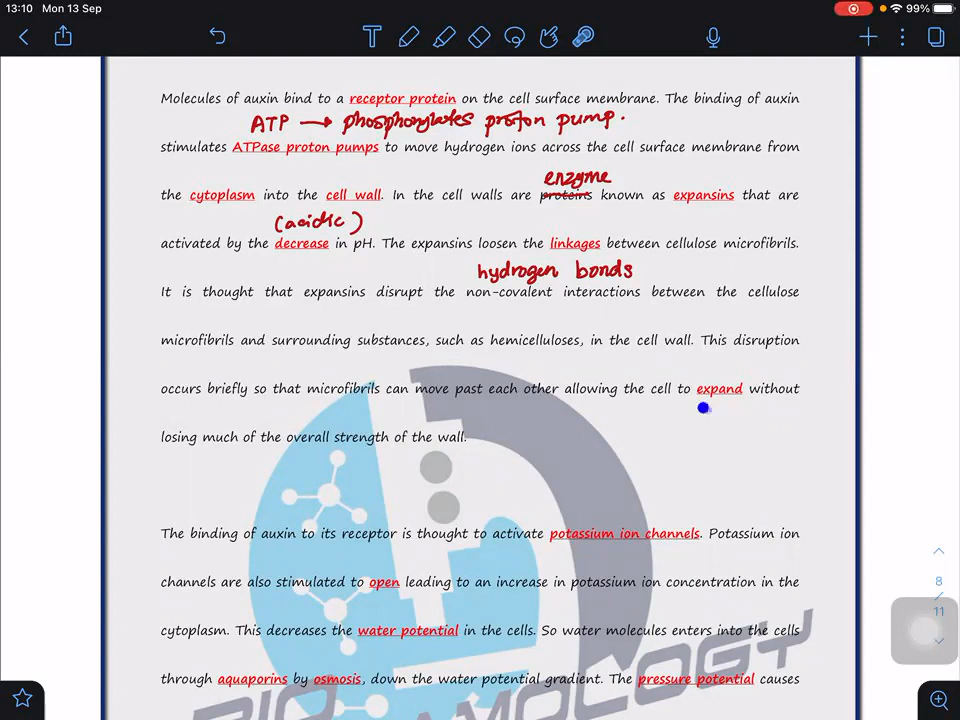 13:10 Mon 13 Sep 99%
Molecules of auxin bind to a receptor protein on the cell surface membrane. The binding of auxin
ATP → phosphorylates proton pump.
stimulates ATPase proton pumps to move hydrogen ions across the cell surface membrane from
enzyme
the cytoplasm into the cell wall. In the cell walls are proteins known as expansins that are
(acidic)
activated by the decrease in pH. The expansins loosen the linkages between cellulose microfibrils.
hydrogen bonds
It is thought that expansins disrupt the non-covalent interactions between the cellulose
microfibrils and surrounding substances, such as hemicelluloses, in the cell wall. This disruption
occurs briefly so that microfibrils can move past each other allowing the cell to expand without
losing much of the overall strength of the wall.
The binding of auxin to its receptor is thought to activate potassium ion channels. Potassium ion
channels are also stimulated to open leading to an increase in potassium ion concentration in the
8
/
11
cytoplasm. This decreases the water potential in the cells. So water molecules enters into the cells
through aquaporins by osmosis, down the water potential gradient. The pressure potential causes